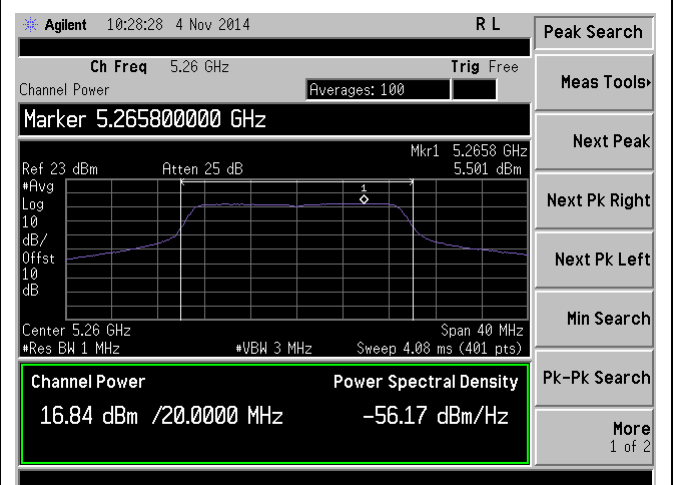 Agilent 10:28:28 4 Nov 2014 R L
Peak Search
Ch Freq 5.26 GHz Trig Free
Channel Power Averages: 100
Meas Tools▸
Marker 5.265800000 GHz
Mkr1 5.2658 GHz
Ref 23 dBm Atten 25 dB 5.501 dBm
Next Peak
#Avg
Log
10
dB/
Offst
10
dB
1
Next Pk Right
Next Pk Left
Center 5.26 GHz Span 40 MHz
#Res BW 1 MHz #VBW 3 MHz Sweep 4.08 ms (401 pts)
Min Search
Channel Power Power Spectral Density
16.84 dBm /20.0000 MHz -56.17 dBm/Hz
Pk-Pk Search
More
1 of 2